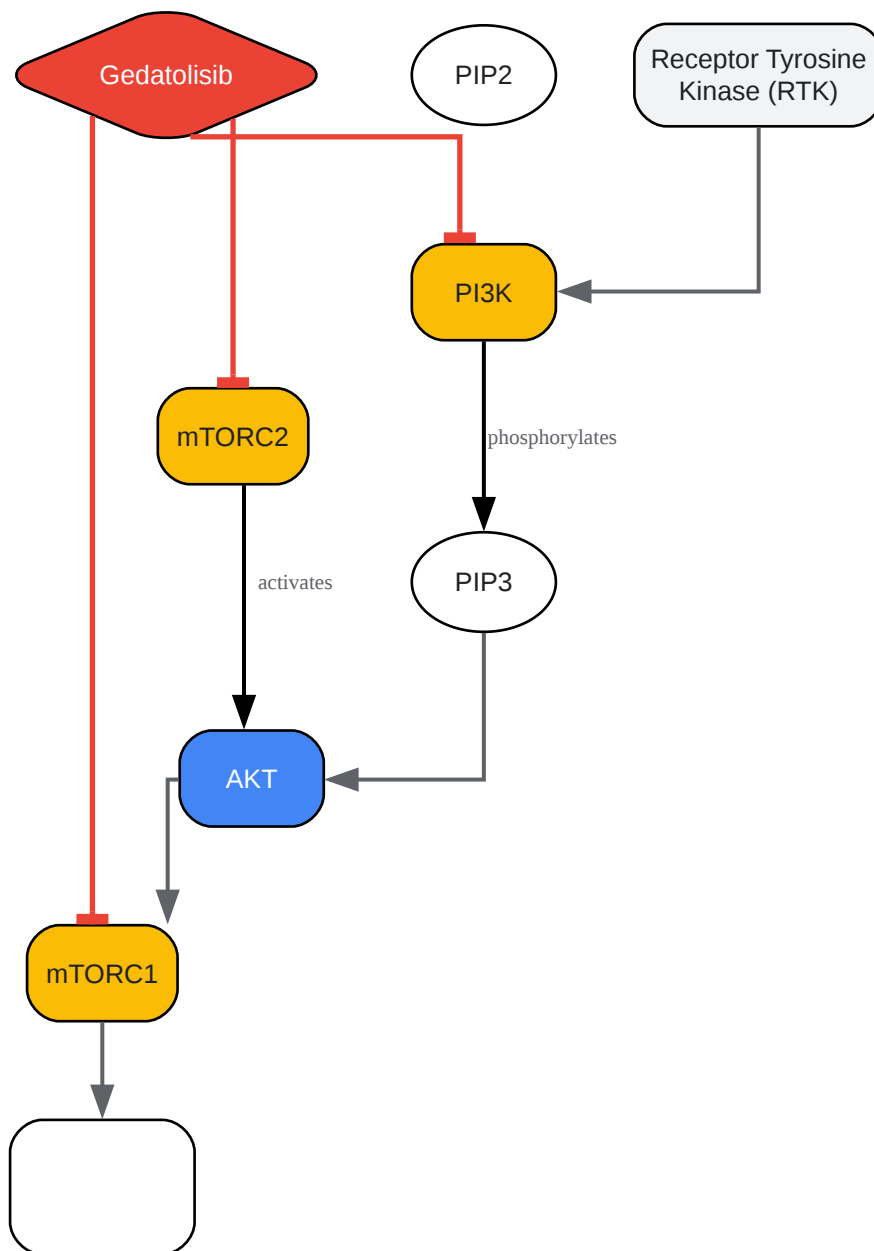 Gedatolisib
PIP2
Receptor Tyrosine
Kinase (RTK)
PI3K
mTORC2
phosphorylates
activates
PIP3
AKT
mTORC1